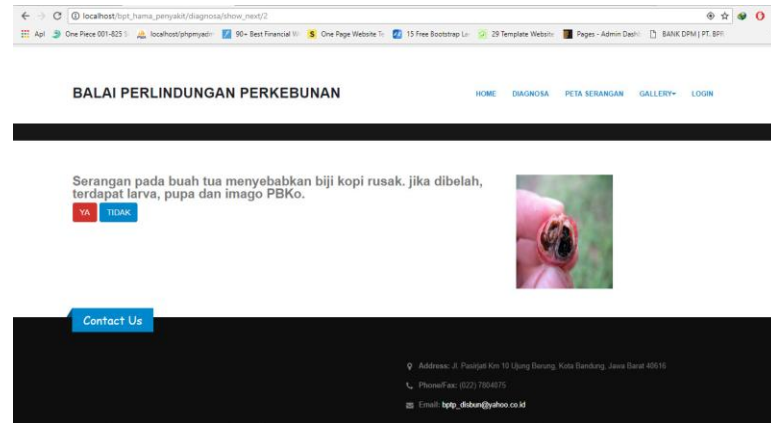 localhost/bpt_hama_penyakit/diagnosa/show_next/2
Apl One Piece 001-825 localhost/phpmyadm 90+ Best Financial W One Page Website Te 15 Free Bootstrap La 29 Template Website Pages - Admin Dash BANK DPM | PT. BPR
BALAI PERLINDUNGAN PERKEBUNAN
HOME DIAGNOSA PETA SERANGAN GALLERY LOGIN
Serangan pada buah tua menyebabkan biji kopi rusak. jika dibelah,
terdapat larva, pupa dan imago PBKo.
YA TIDAK
Contact Us
Address: Jl. Pasirjati Km 10 Ujung Berung, Kota Bandung, Jawa Barat 40616
Phone/Fax: (022) 7804075
Email: bptp_disbun@yahoo.co.id